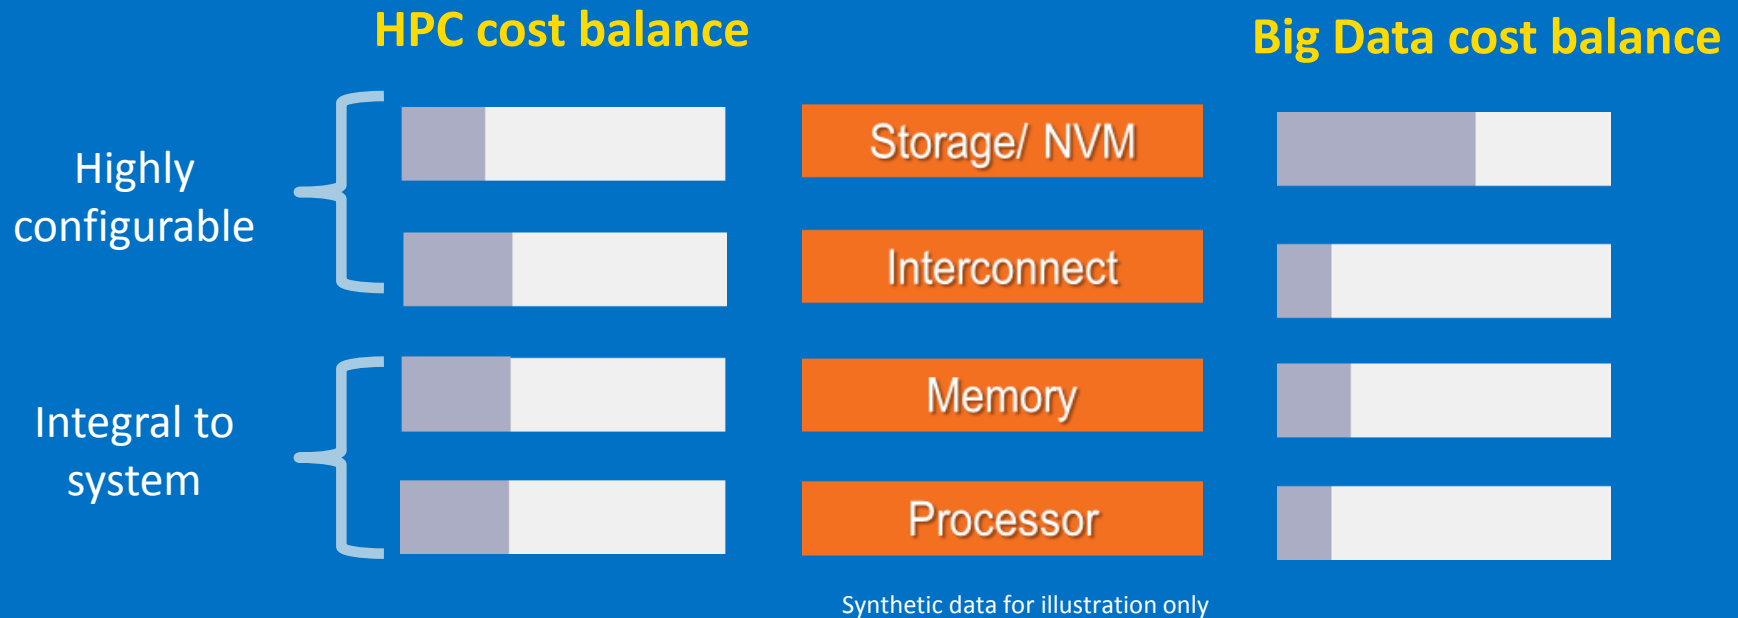 HPC cost balance
Big Data cost balance
Highly
configurable
Storage/ NVM
Interconnect
Integral to
system
Memory
Processor
Synthetic data for illustration only